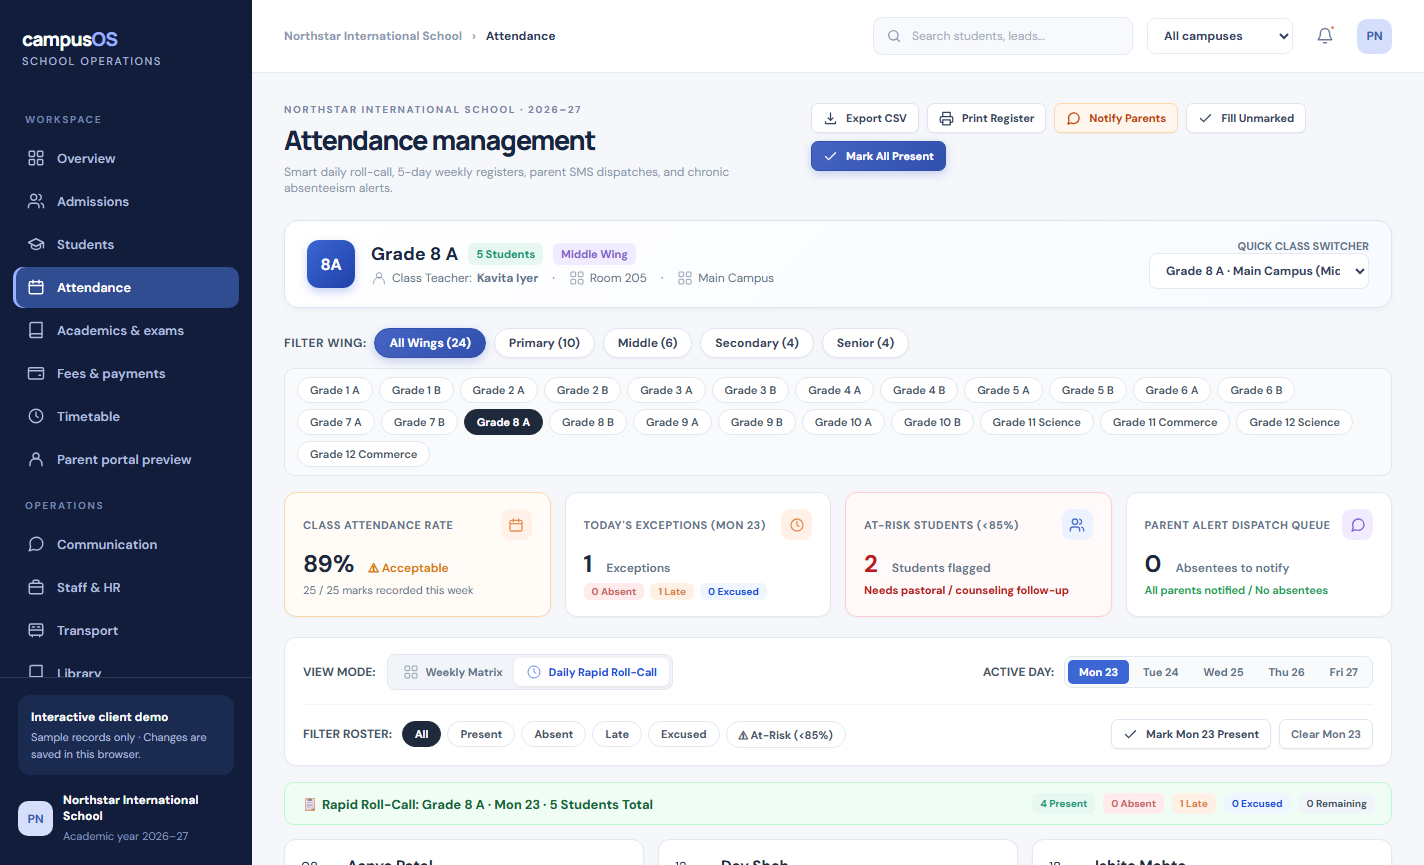 campusOS
SCHOOL OPERATIONS
WORKSPACE
Overview
Admissions
Students
Attendance
Academics & exams
Fees & payments
Timetable
Parent portal preview
OPERATIONS
Communication
Staff & HR
Transport
Library
Interactive client demo
Sample records only · Changes are
saved in this browser.
PN
Northstar International
School
Academic year 2026–27
Northstar International School › Attendance
Search students, leads...
All campuses
PN
NORTHSTAR INTERNATIONAL SCHOOL · 2026–27
Attendance management
Smart daily roll-call, 5-day weekly registers, parent SMS dispatches, and chronic
absenteeism alerts.
Export CSV
Print Register
Notify Parents
Fill Unmarked
Mark All Present
8A
Grade 8 A
5 Students
Middle Wing
Class Teacher: Kavita Iyer · Room 205 · Main Campus
QUICK CLASS SWITCHER
Grade 8 A · Main Campus (Mic
FILTER WING:
All Wings (24)
Primary (10)
Middle (6)
Secondary (4)
Senior (4)
Grade 1 A
Grade 1 B
Grade 2 A
Grade 2 B
Grade 3 A
Grade 3 B
Grade 4 A
Grade 4 B
Grade 5 A
Grade 5 B
Grade 6 A
Grade 6 B
Grade 7 A
Grade 7 B
Grade 8 A
Grade 8 B
Grade 9 A
Grade 9 B
Grade 10 A
Grade 10 B
Grade 11 Science
Grade 11 Commerce
Grade 12 Science
Grade 12 Commerce
CLASS ATTENDANCE RATE
89% ⚠ Acceptable
25 / 25 marks recorded this week
TODAY'S EXCEPTIONS (MON 23)
1 Exceptions
0 Absent
1 Late
0 Excused
AT-RISK STUDENTS (<85%)
2 Students flagged
Needs pastoral / counseling follow-up
PARENT ALERT DISPATCH QUEUE
0 Absentees to notify
All parents notified / No absentees
VIEW MODE:
Weekly Matrix
Daily Rapid Roll-Call
ACTIVE DAY:
Mon 23
Tue 24
Wed 25
Thu 26
Fri 27
FILTER ROSTER:
All
Present
Absent
Late
Excused
⚠ At-Risk (<85%)
Mark Mon 23 Present
Clear Mon 23
📋 Rapid Roll-Call: Grade 8 A · Mon 23 · 5 Students Total
4 Present
0 Absent
1 Late
0 Excused
0 Remaining